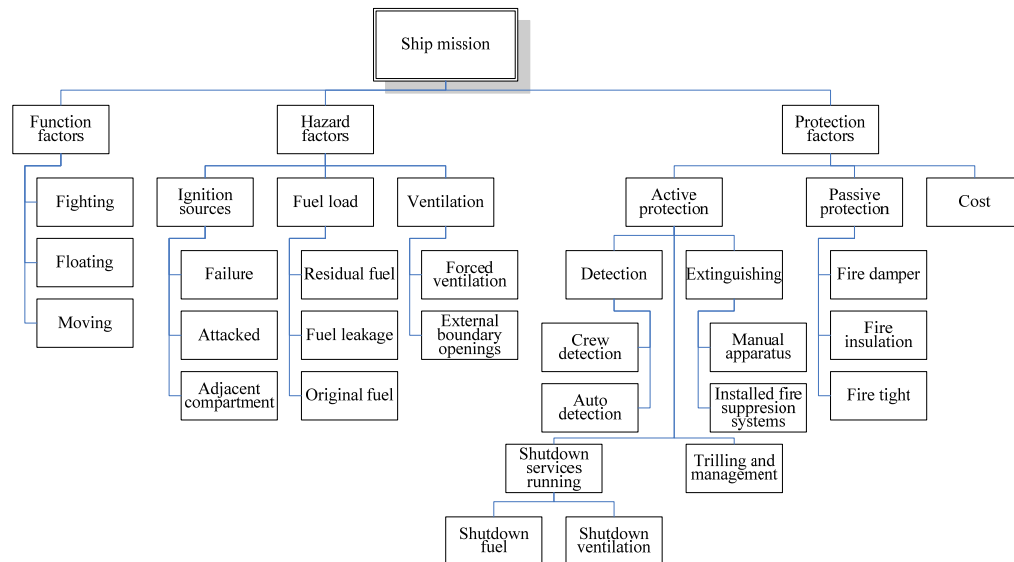 Ship mission
Function
factors
Hazard
factors
Protection
factors
Fighting
Floating
Moving
Ignition
sources
Fuel load
Ventilation
Active
protection
Passive
protection
Cost
Failure
Attacked
Adjacent
compartment
Residual fuel
Fuel leakage
Original fuel
Forced
ventilation
External
boundary
openings
Detection
Extinguishing
Crew
detection
Auto
detection
Manual
apparatus
Installed fire
suppresion
systems
Fire damper
Fire
insulation
Fire tight
Shutdown
services
running
Trilling and
management
Shutdown
fuel
Shutdown
ventilation